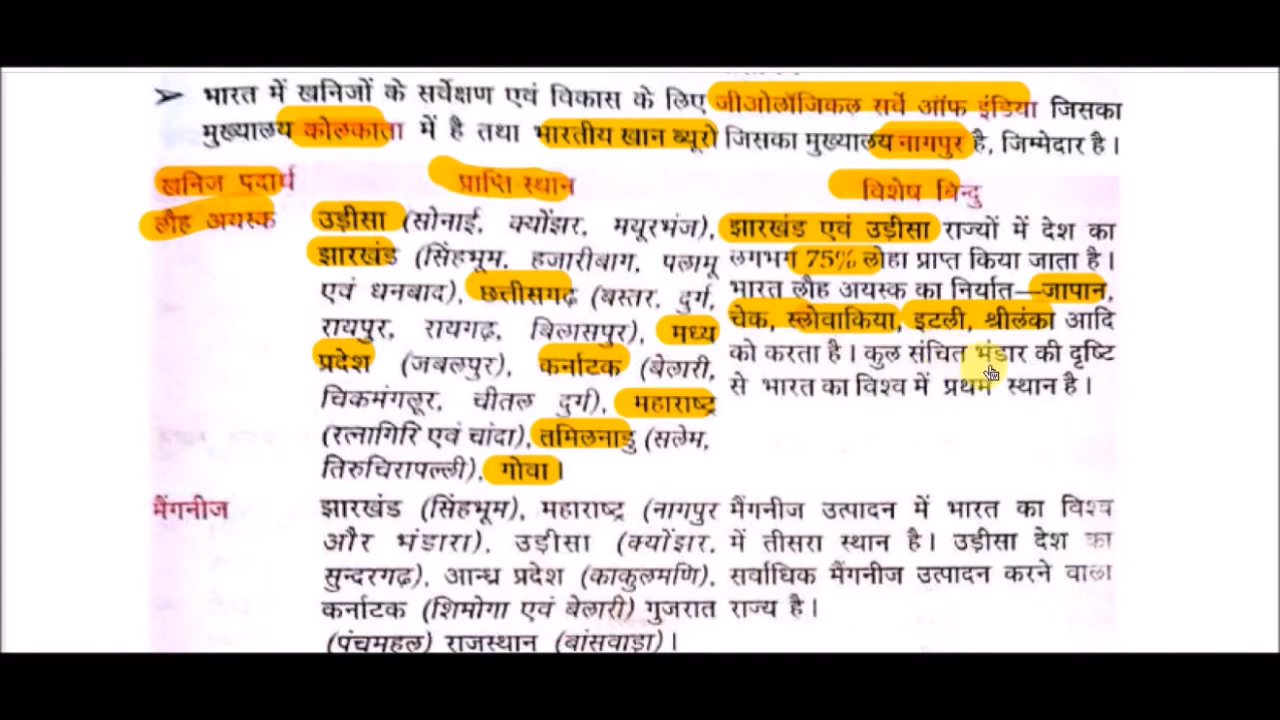 ➤ भारत में खनिजों के सर्वेक्षण एवं विकास के लिए जीओलॉजिकल सर्वे ऑफ इंडिया जिसका
मुख्यालय कोलकाता में है तथा भारतीय खान ब्यूरो जिसका मुख्यालय नागपुर है, जिम्मेदार है।
खनिज पदार्थ प्राप्ति स्थान विशेष बिन्दु
लौह अयस्क उड़ीसा (सोनाई, क्योंझर, मयूरभंज), झारखंड एवं उड़ीसा राज्यों में देश का
झारखंड (सिंहभूम, हजारीबाग, पलामू लगभग 75% लोहा प्राप्त किया जाता है।
एवं धनबाद), छत्तीसगढ़ (बस्तर, दुर्ग, भारत लौह अयस्क का निर्यात—जापान,
रायपुर, रायगढ़, बिलासपुर), मध्य चेक, स्लोवाकिया, इटली, श्रीलंका आदि
प्रदेश (जबलपुर), कर्नाटक (बेलारी, को करता है। कुल संचित भंडार की दृष्टि
चिकमंगलूर, चीतल दुर्ग), महाराष्ट्र से भारत का विश्व में प्रथम स्थान है।
(रत्नागिरि एवं चांदा), तमिलनाडु (सलेम,
तिरुचिरापल्ली), गोवा।
मैंगनीज झारखंड (सिंहभूम), महाराष्ट्र (नागपुर मैंगनीज उत्पादन में भारत का विश्व
और भंडारा), उड़ीसा (क्योंझर, में तीसरा स्थान है। उड़ीसा देश का
सुन्दरगढ़), आन्ध्र प्रदेश (काकुलमणि), सर्वाधिक मैंगनीज उत्पादन करने वाला
कर्नाटक (शिमोगा एवं बेलारी) गुजरात राज्य है।
(पंचमहल) राजस्थान (बांसवाड़ा)।